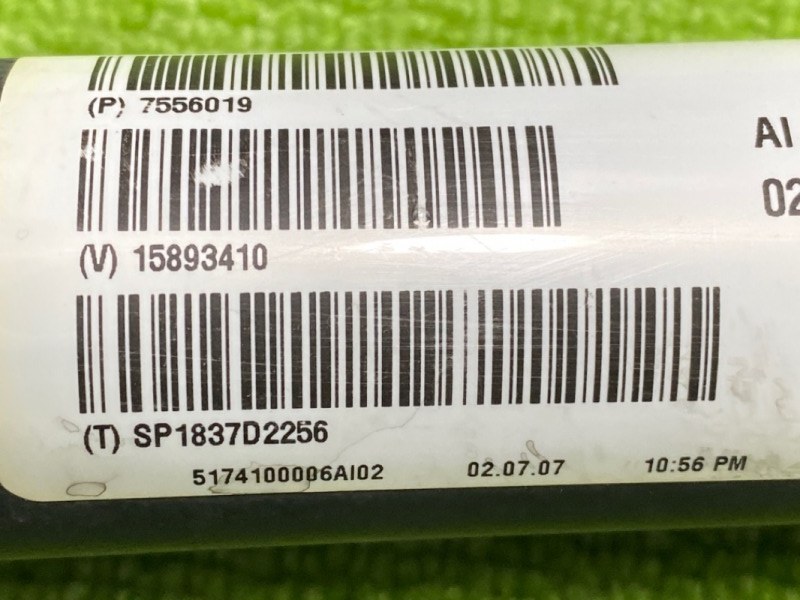 (P) 7556019
AI
02
(V) 15893410
(T) SP1837D2256
5174100006AI02 02.07.07 10:56 PM